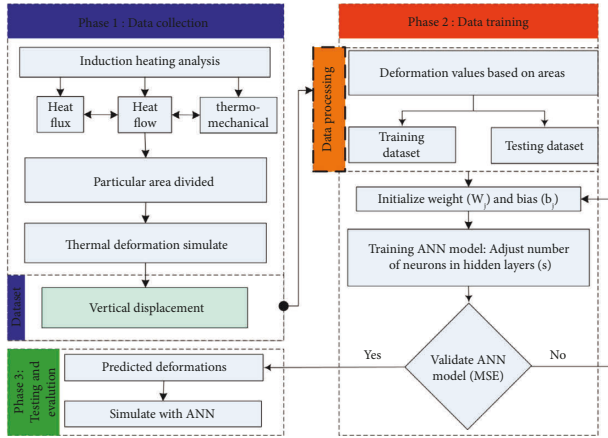 Phase 1 : Data collection
Induction heating analysis
Heat
flux
Heat
flow
thermo-
mechanical
Particular area divided
Thermal deformation simulate
Dataset
Vertical displacement
Phase 2 : Data training
Data processing
Deformation values based on areas
Training
dataset
Testing dataset
Initialize weight (Wj) and bias (bj)
Training ANN model: Adjust number
of neurons in hidden layers (s)
Validate ANN
model (MSE)
Yes
No
Phase 3:
Testing and
evalution
Predicted deformations
Simulate with ANN